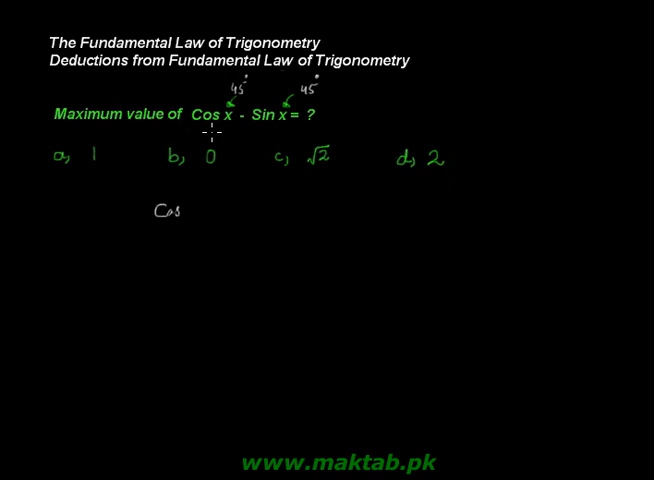 The Fundamental Law of Trigonometry
Deductions from Fundamental Law of Trigonometry
45° 45°
Maximum value of Cos x - Sin x = ?
a, 1 b, 0 c, √2 d, 2
Cos
www.maktab.pk